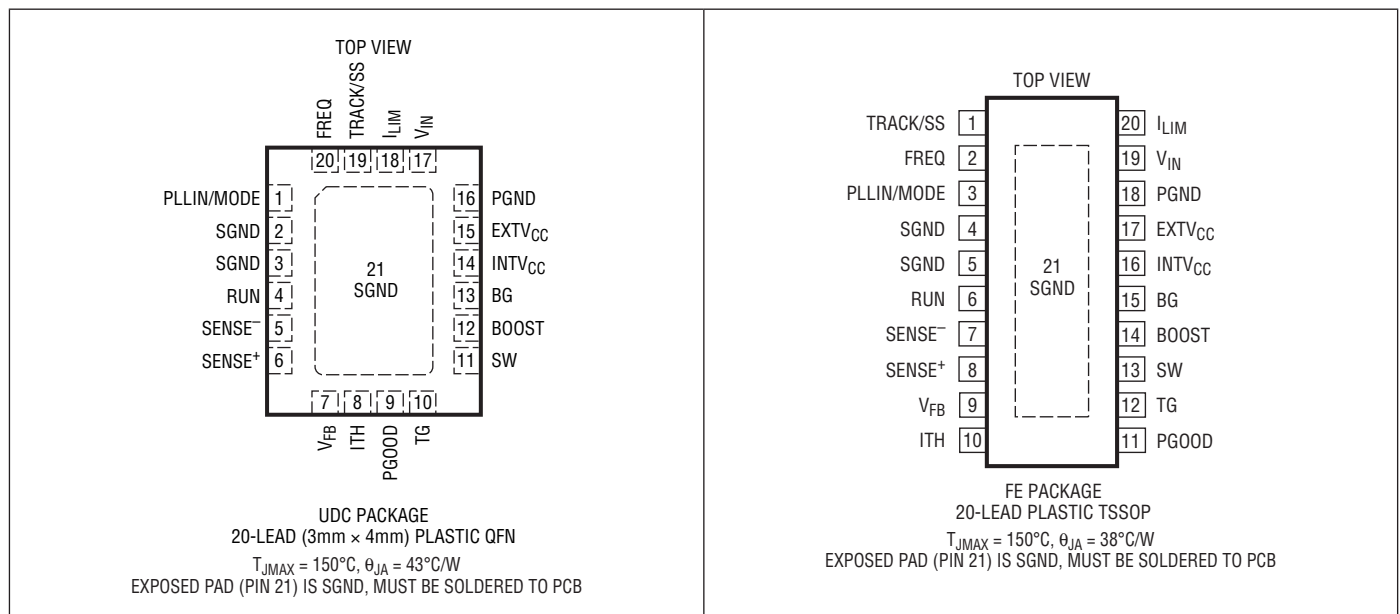 TOP VIEW
FREQ
TRACK/SS
ILIM
VIN
20 19 18 17
PLLIN/MODE 1
SGND 2
SGND 3
RUN 4
SENSE– 5
SENSE+ 6
21
SGND
16 PGND
15 EXTVCC
14 INTVCC
13 BG
12 BOOST
11 SW
7 8 9 10
VFB
ITH
PGOOD
TG
UDC PACKAGE
20-LEAD (3mm × 4mm) PLASTIC QFN
TJMAX = 150°C, θJA = 43°C/W
EXPOSED PAD (PIN 21) IS SGND, MUST BE SOLDERED TO PCB
TOP VIEW
TRACK/SS 1
FREQ 2
PLLIN/MODE 3
SGND 4
SGND 5
RUN 6
SENSE– 7
SENSE+ 8
VFB 9
ITH 10
21
SGND
20 ILIM
19 VIN
18 PGND
17 EXTVCC
16 INTVCC
15 BG
14 BOOST
13 SW
12 TG
11 PGOOD
FE PACKAGE
20-LEAD PLASTIC TSSOP
TJMAX = 150°C, θJA = 38°C/W
EXPOSED PAD (PIN 21) IS SGND, MUST BE SOLDERED TO PCB